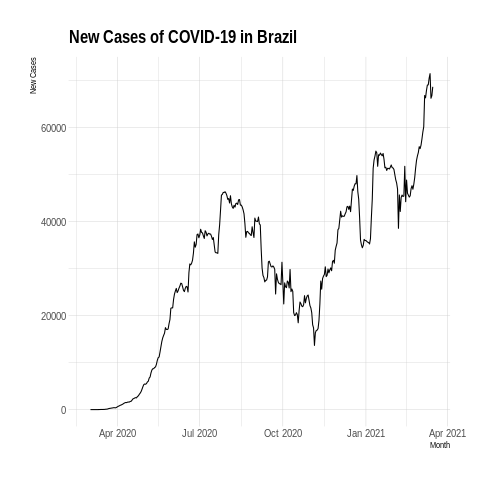 New Cases of COVID-19 in Brazil
New Cases
60000
40000
20000
0
Apr 2020
Jul 2020
Oct 2020
Jan 2021
Apr 2021
Month